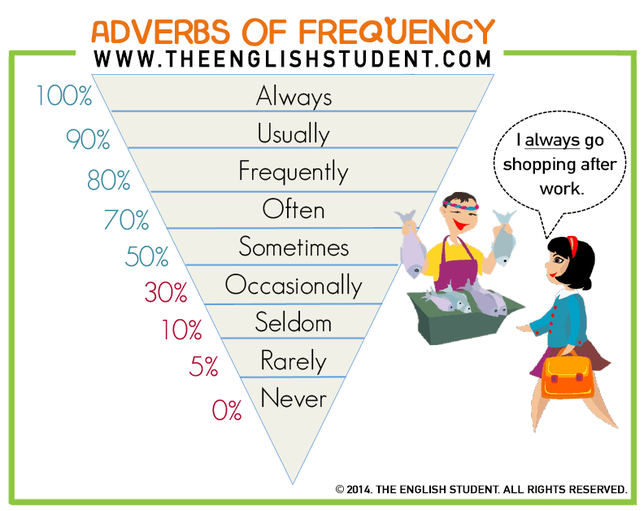 ADVERBS OF FREQUENCY
WWW.THEENGLISHSTUDENT.COM
100% Always
90% Usually
80% Frequently
70% Often
50% Sometimes
30% Occasionally
10% Seldom
5% Rarely
0% Never
I always go
shopping after
work.
© 2014. THE ENGLISH STUDENT. ALL RIGHTS RESERVED.